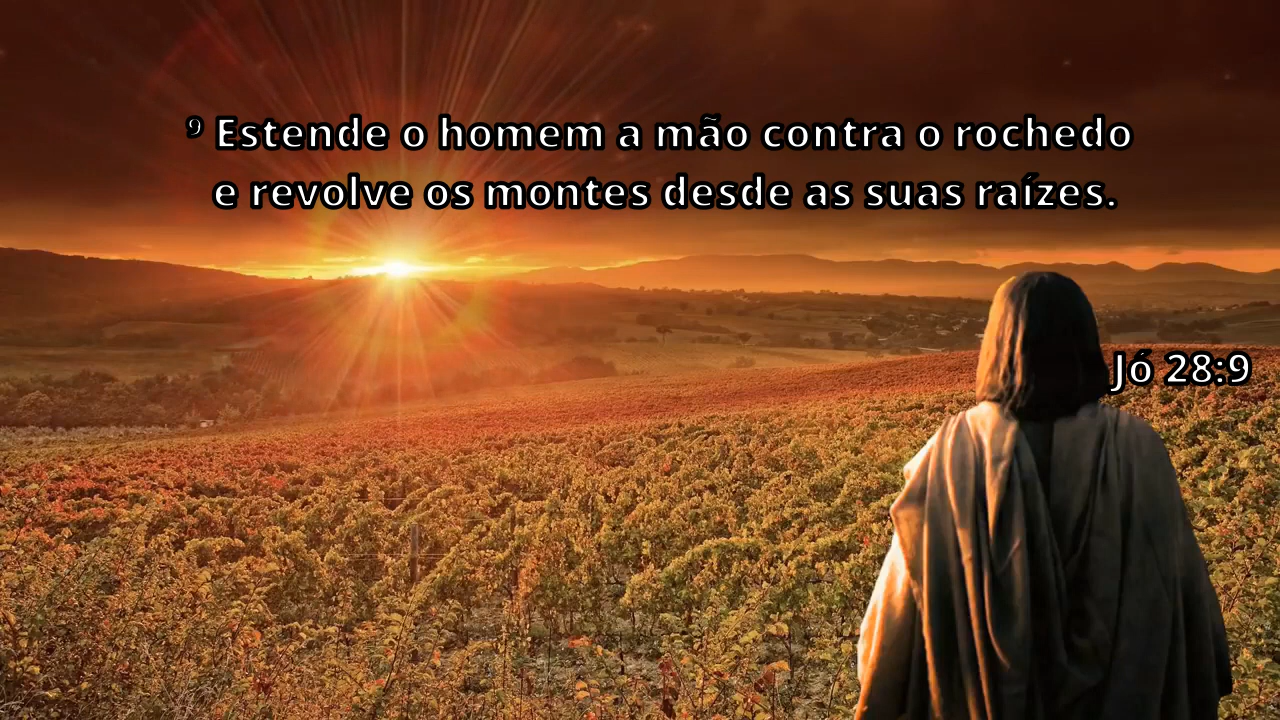 ⁹ Estende o homem a mão contra o rochedo
e revolve os montes desde as suas raízes.
Jó 28:9